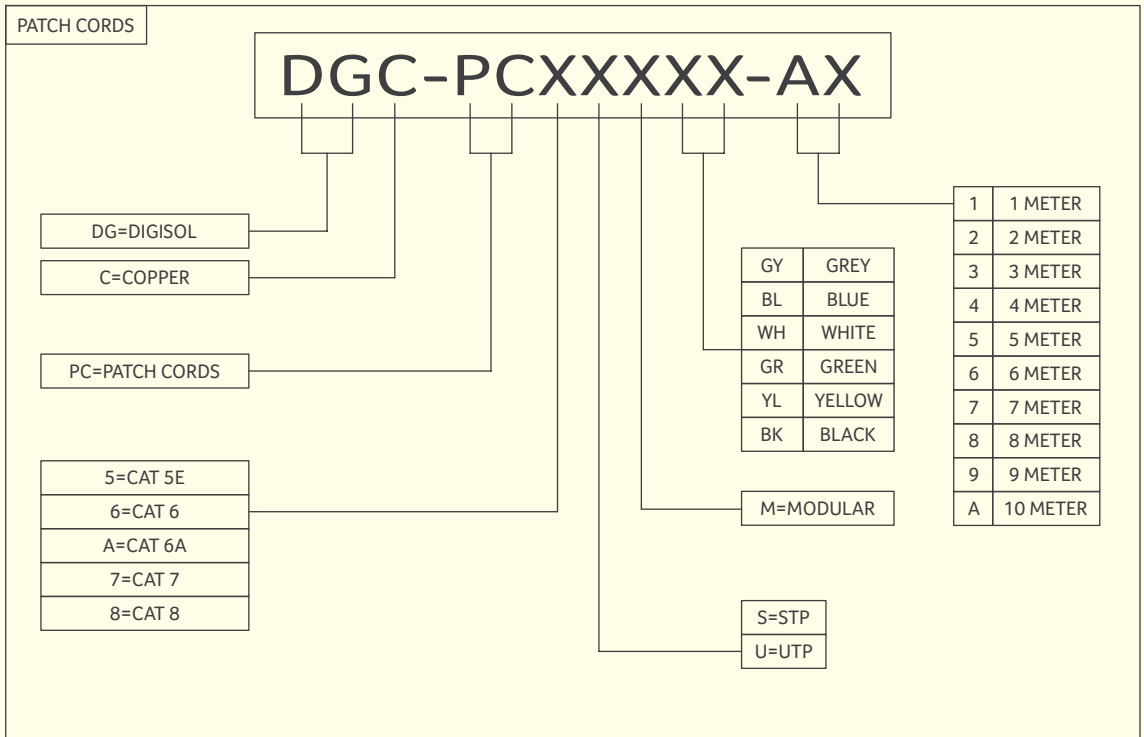 PATCH CORDS
DGC-PCXXXXX-AX
DG=DIGISOL
C=COPPER
PC=PATCH CORDS
5=CAT 5E
6=CAT 6
A=CAT 6A
7=CAT 7
8=CAT 8
GY GREY
BL BLUE
WH WHITE
GR GREEN
YL YELLOW
BK BLACK
M=MODULAR
S=STP
U=UTP
1 1 METER
2 2 METER
3 3 METER
4 4 METER
5 5 METER
6 6 METER
7 7 METER
8 8 METER
9 9 METER
A 10 METER